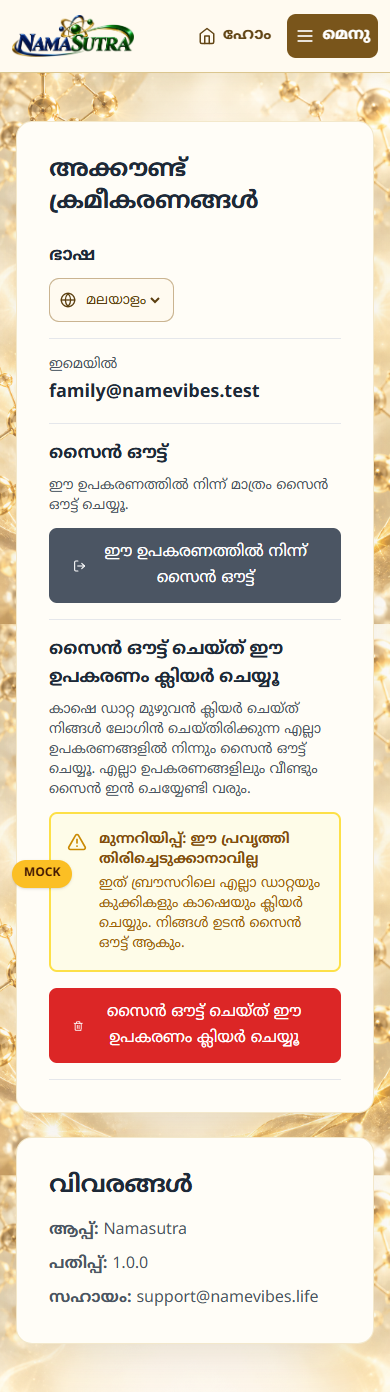 NAMASUTRA
ഹോം
മെനു
അക്കൗണ്ട്
ക്രമീകരണങ്ങൾ
ഭാഷ
മലയാളം
ഇമെയിൽ
family@namevibes.test
സൈൻ ഔട്ട്
ഈ ഉപകരണത്തിൽ നിന്ന് മാത്രം സൈൻ
ഔട്ട് ചെയ്യൂ.
ഈ ഉപകരണത്തിൽ നിന്ന്
സൈൻ ഔട്ട്
സൈൻ ഔട്ട് ചെയ്ത് ഈ
ഉപകരണം ക്ലിയർ ചെയ്യൂ
കാഷെ ഡാറ്റ മുഴുവൻ ക്ലിയർ ചെയ്ത്
നിങ്ങൾ ലോഗിൻ ചെയ്തിരിക്കുന്ന എല്ലാ
ഉപകരണങ്ങളിൽ നിന്നും സൈൻ ഔട്ട്
ചെയ്യൂ. എല്ലാ ഉപകരണങ്ങളിലും വീണ്ടും
സൈൻ ഇൻ ചെയ്യേണ്ടി വരും.
മുന്നറിയിപ്പ്: ഈ പ്രവൃത്തി
തിരിച്ചെടുക്കാനാവില്ല
MOCK
ഇത് ബ്രൗസറിലെ എല്ലാ ഡാറ്റയും
കുക്കികളും കാഷെയും ക്ലിയർ
ചെയ്യും. നിങ്ങൾ ഉടൻ സൈൻ
ഔട്ട് ആകും.
സൈൻ ഔട്ട് ചെയ്ത് ഈ
ഉപകരണം ക്ലിയർ ചെയ്യൂ
വിവരങ്ങൾ
ആപ്പ്: Namasutra
പതിപ്പ്: 1.0.0
സഹായം: support@namevibes.life